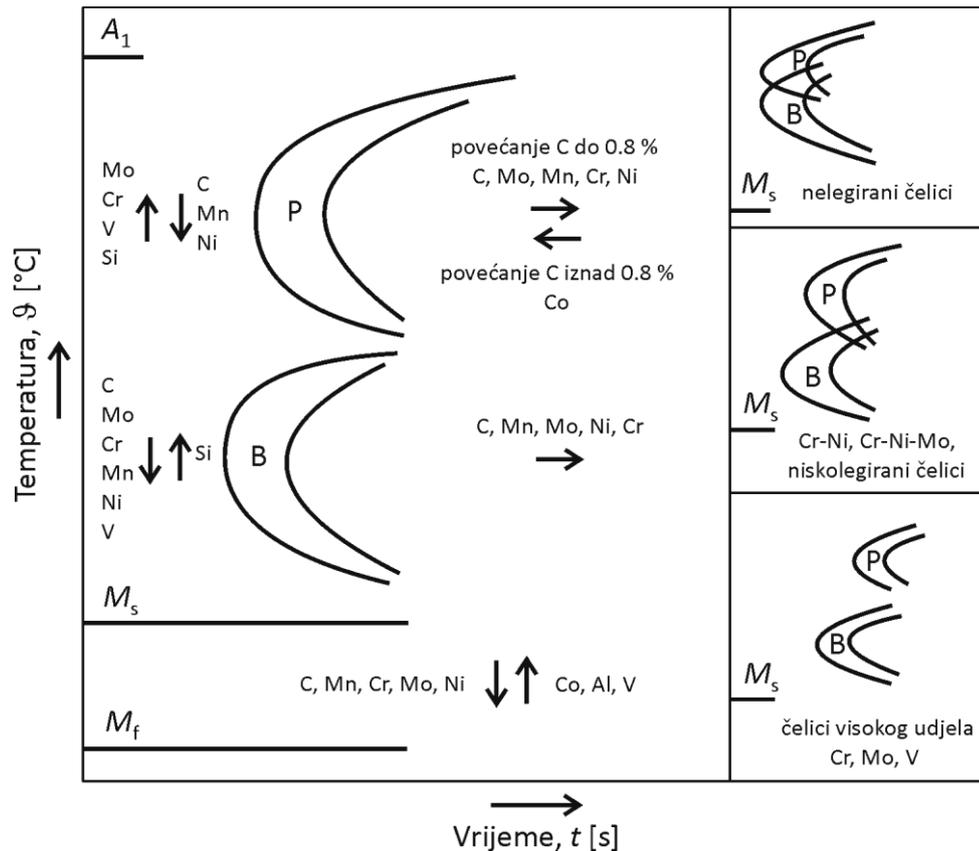 A1
Mo
Cr
V
Si
C
Mn
Ni
P
povećanje C do 0.8 %
C, Mo, Mn, Cr, Ni
povećanje C iznad 0.8 %
Co
C
Mo
Cr
Mn
Ni
V
Si
B
C, Mn, Mo, Ni, Cr
Ms
C, Mn, Cr, Mo, Ni
Co, Al, V
Mf
Temperatura, ϑ [°C]
Vrijeme, t [s]
P
B
Ms
nelegirani čelici
P
B
Ms
Cr-Ni, Cr-Ni-Mo,
niskolegirani čelici
P
B
Ms
čelici visokog udjela
Cr, Mo, V